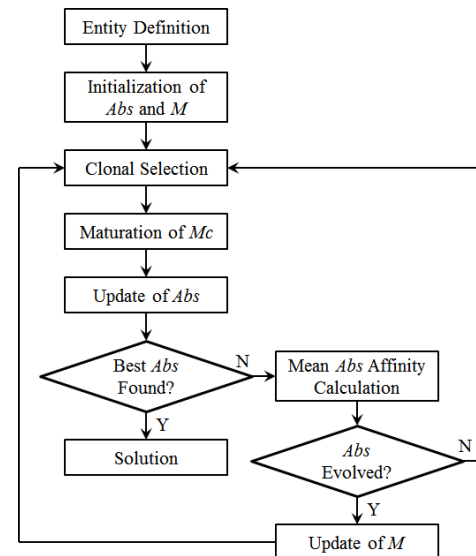 Entity Definition
Initialization of
Abs and M
Clonal Selection
Maturation of Mc
Update of Abs
Best Abs
Found?
N
Y
Solution
Mean Abs Affinity
Calculation
Abs
Evolved?
N
Y
Update of M